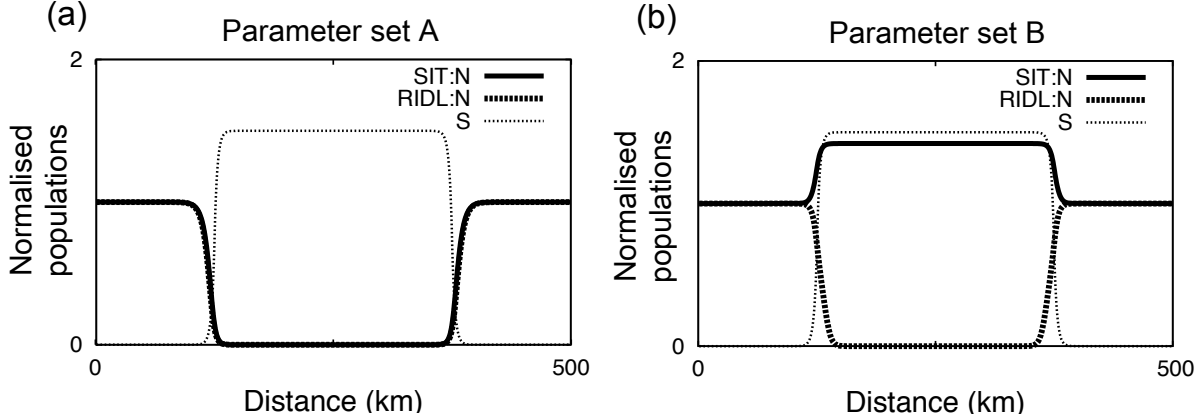 (a)
Parameter set A
2
SIT:N
RIDL:N
S
Normalised
populations
0
0
500
Distance (km)
(b)
Parameter set B
2
SIT:N
RIDL:N
S
Normalised
populations
0
0
500
Distance (km)